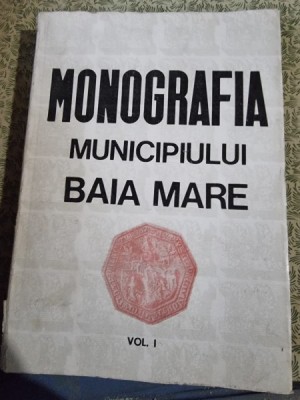 MONOGRAFIA
MUNICIPIULUI
BAIA MARE
VOL. I